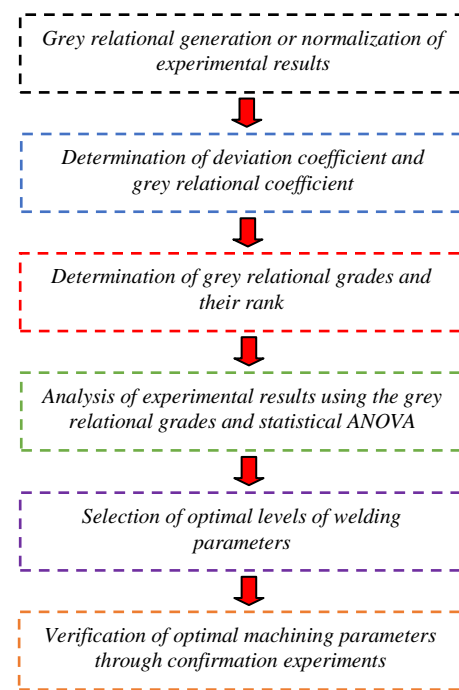 Grey relational generation or normalization of
experimental results
Determination of deviation coefficient and
grey relational coefficient
Determination of grey relational grades and
their rank
Analysis of experimental results using the grey
relational grades and statistical ANOVA
Selection of optimal levels of welding
parameters
Verification of optimal machining parameters
through confirmation experiments